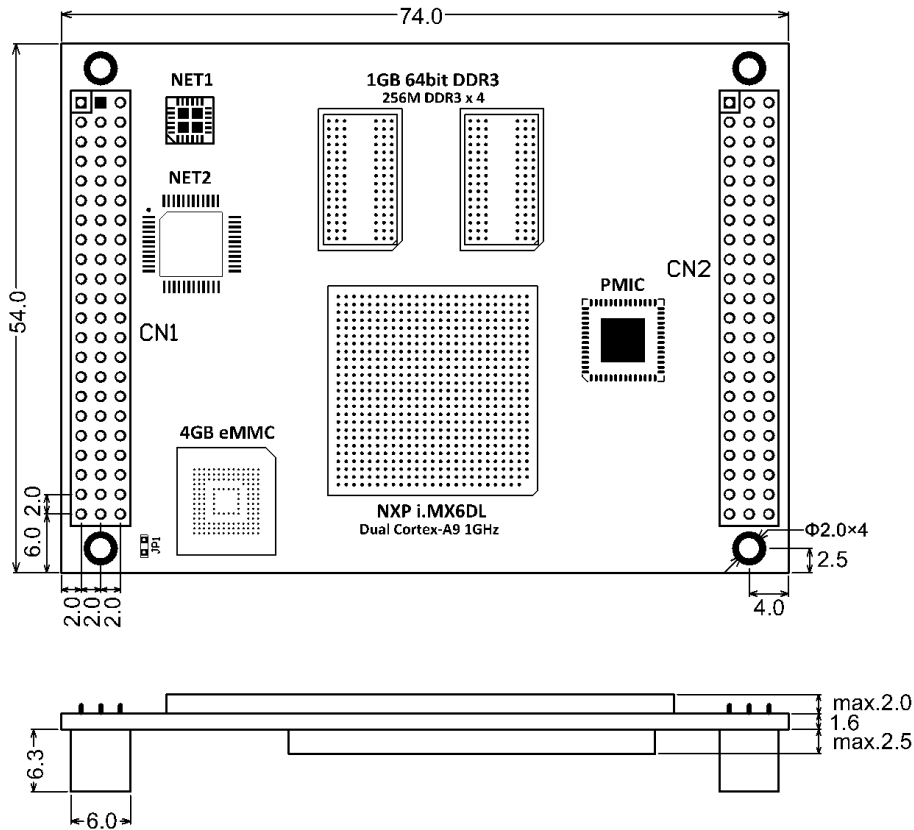 74.0
NET1
1GB 64bit DDR3
256M DDR3 x 4
NET2
CN2
PMIC
54.0
CN1
4GB eMMC
2.0
NXP i.MX6DL
Dual Cortex-A9 1GHz
6.0
JP1
Φ2.0×4
2.5
2.0
2.0
2.0
4.0
max.2.0
1.6
max.2.5
6.3
6.0